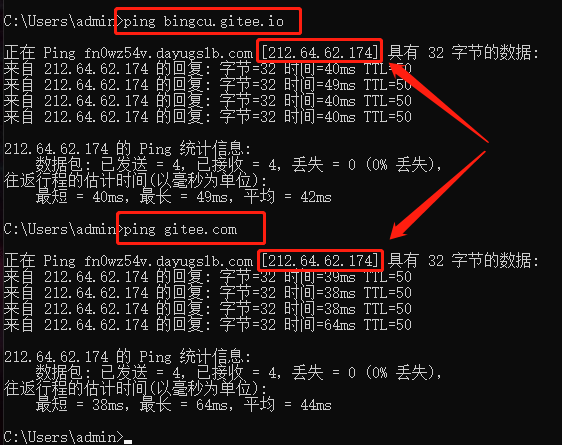 C:\Users\admin>ping bingcu.gitee.io
正在 Ping fn0wz54v.dayugslb.com [212.64.62.174] 具有 32 字节的数据:
来自 212.64.62.174 的回复: 字节=32 时间=40ms TTL=50
来自 212.64.62.174 的回复: 字节=32 时间=49ms TTL=50
来自 212.64.62.174 的回复: 字节=32 时间=40ms TTL=50
来自 212.64.62.174 的回复: 字节=32 时间=40ms TTL=50
212.64.62.174 的 Ping 统计信息:
数据包: 已发送 = 4, 已接收 = 4, 丢失 = 0 (0% 丢失),
往返行程的估计时间(以毫秒为单位):
最短 = 40ms, 最长 = 49ms, 平均 = 42ms
C:\Users\admin>ping gitee.com
正在 Ping fn0wz54v.dayugslb.com [212.64.62.174] 具有 32 字节的数据:
来自 212.64.62.174 的回复: 字节=32 时间=39ms TTL=50
来自 212.64.62.174 的回复: 字节=32 时间=38ms TTL=50
来自 212.64.62.174 的回复: 字节=32 时间=38ms TTL=50
来自 212.64.62.174 的回复: 字节=32 时间=64ms TTL=50
212.64.62.174 的 Ping 统计信息:
数据包: 已发送 = 4, 已接收 = 4, 丢失 = 0 (0% 丢失),
往返行程的估计时间(以毫秒为单位):
最短 = 38ms, 最长 = 64ms, 平均 = 44ms
C:\Users\admin>